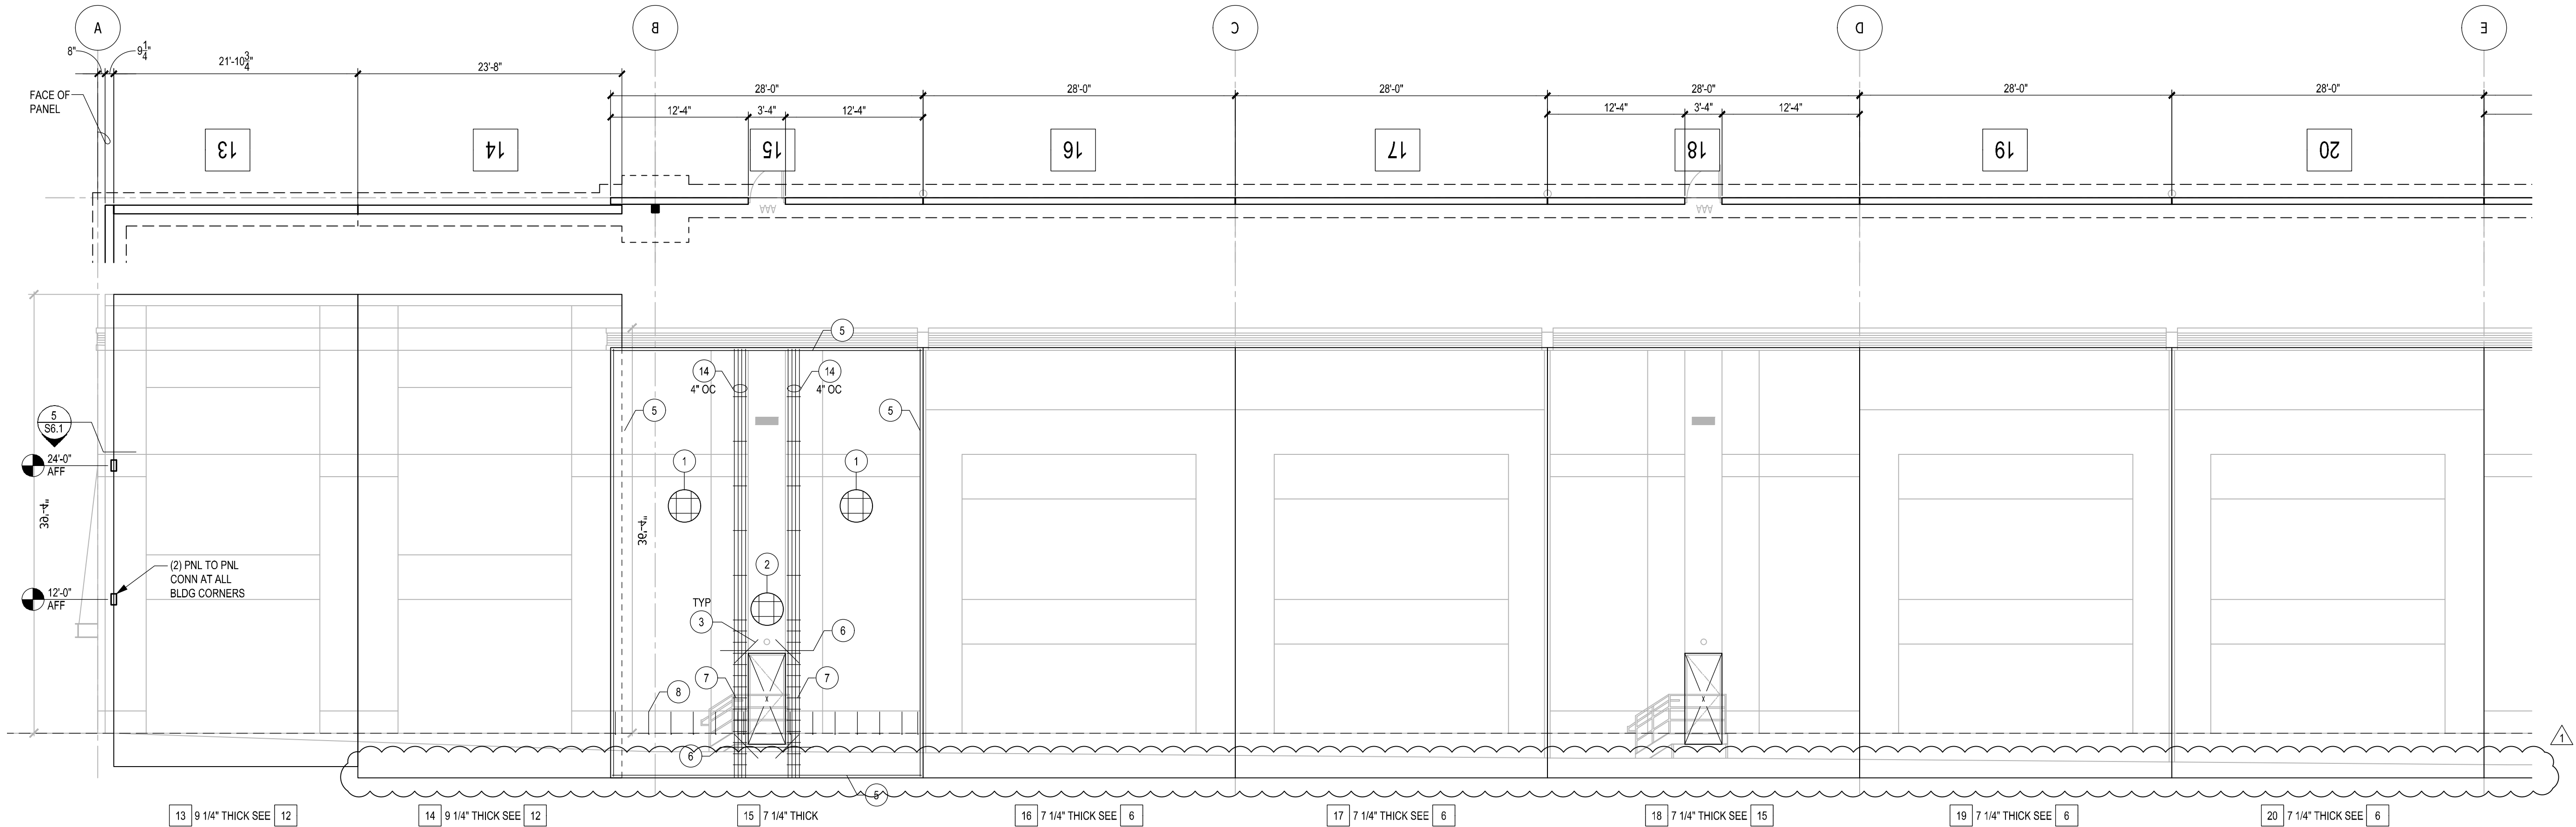 A
B
C
D
E
8"
9 1/4"
21'-10 3/4"
23'-8"
28'-0"
28'-0"
28'-0"
28'-0"
28'-0"
28'-0"
FACE OF
PANEL
12'-4"
3'-4"
12'-4"
12'-4"
3'-4"
12'-4"
13
14
15
16
17
18
19
20
5
14
4" OC
14
4" OC
5
5
5
S6.1
24'-0"
AFF
1
1
39'-4"
36'-4"
(2) PNL TO PNL
CONN AT ALL
BLDG CORNERS
12'-0"
AFF
2
TYP
3
6
7
7
8
6
1
5
13 9 1/4" THICK SEE 12
14 9 1/4" THICK SEE 12
15 7 1/4" THICK
16 7 1/4" THICK SEE 6
17 7 1/4" THICK SEE 6
18 7 1/4" THICK SEE 15
19 7 1/4" THICK SEE 6
20 7 1/4" THICK SEE 6